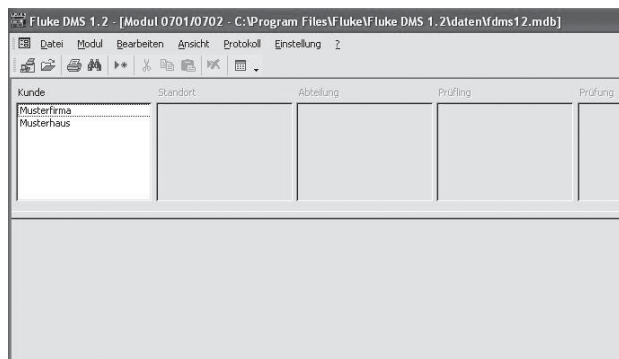 Fluke DMS 1.2 - [Modul 0701/0702 - C:\Program Files\Fluke\Fluke DMS 1.2\daten\fdms12.mdb]
Datei Modul Bearbeiten Ansicht Protokoll Einstellung ?
Kunde Standort Abteilung Prüfling Prüfung
Musterfirma
Musterhaus